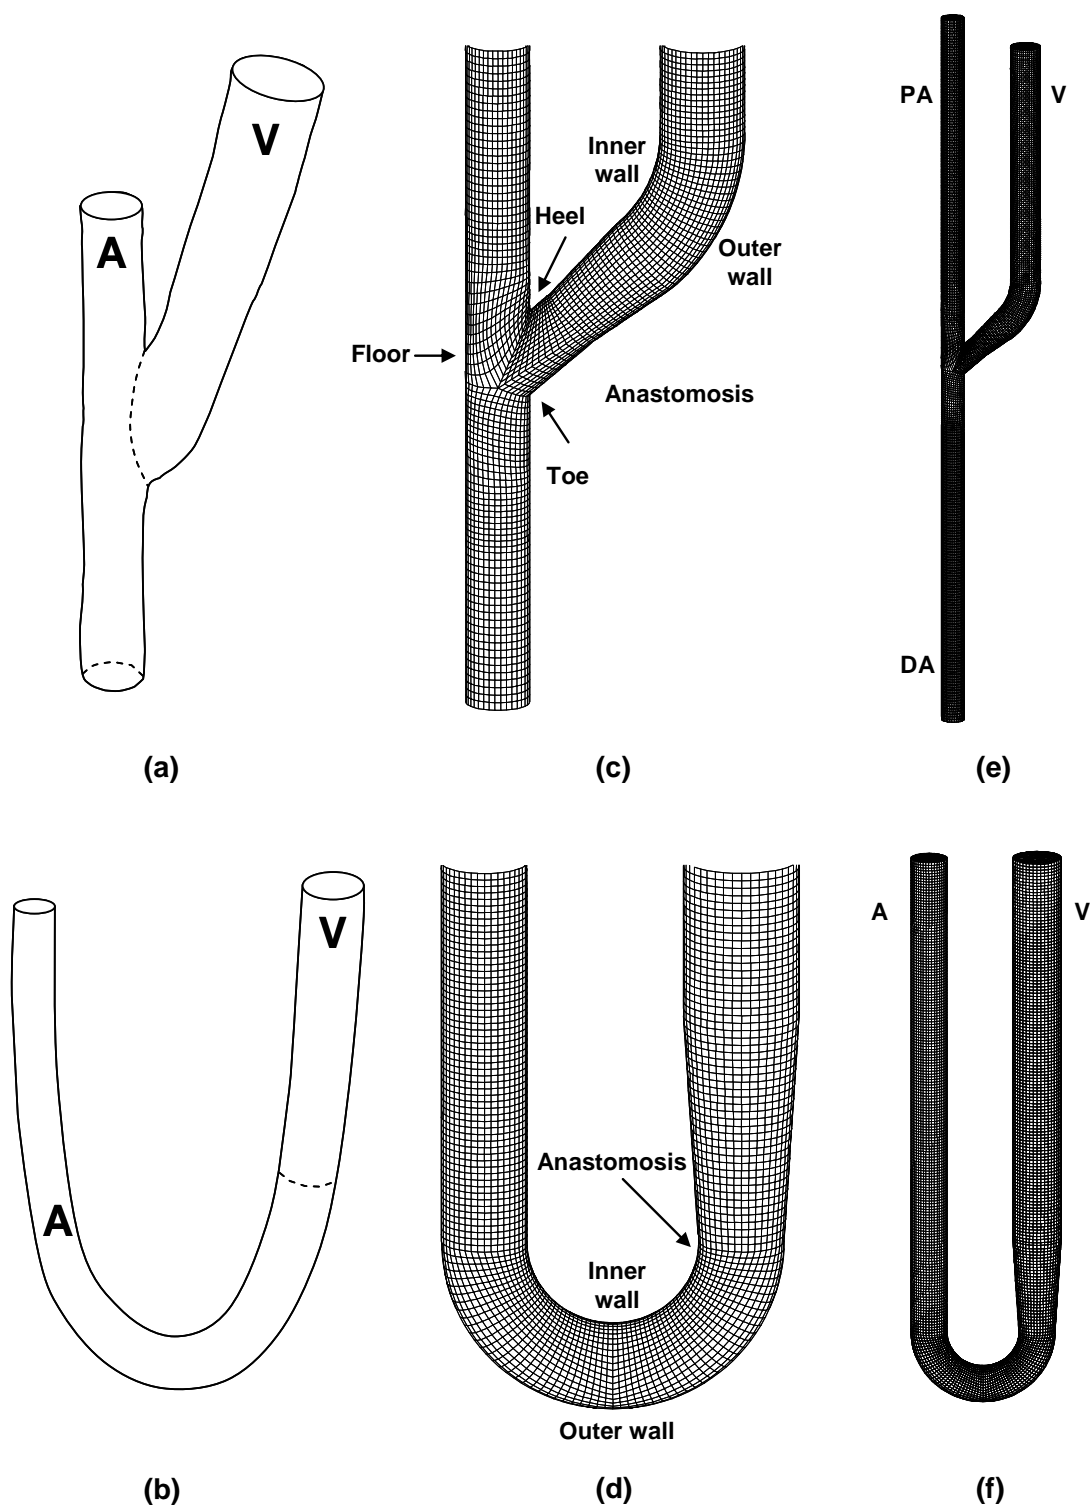 A
V
(a)
Inner
wall
Heel
Outer
wall
Floor
Anastomosis
Toe
(c)
PA
V
DA
(e)
V
A
(b)
Anastomosis
Inner
wall
Outer wall
(d)
A
V
(f)